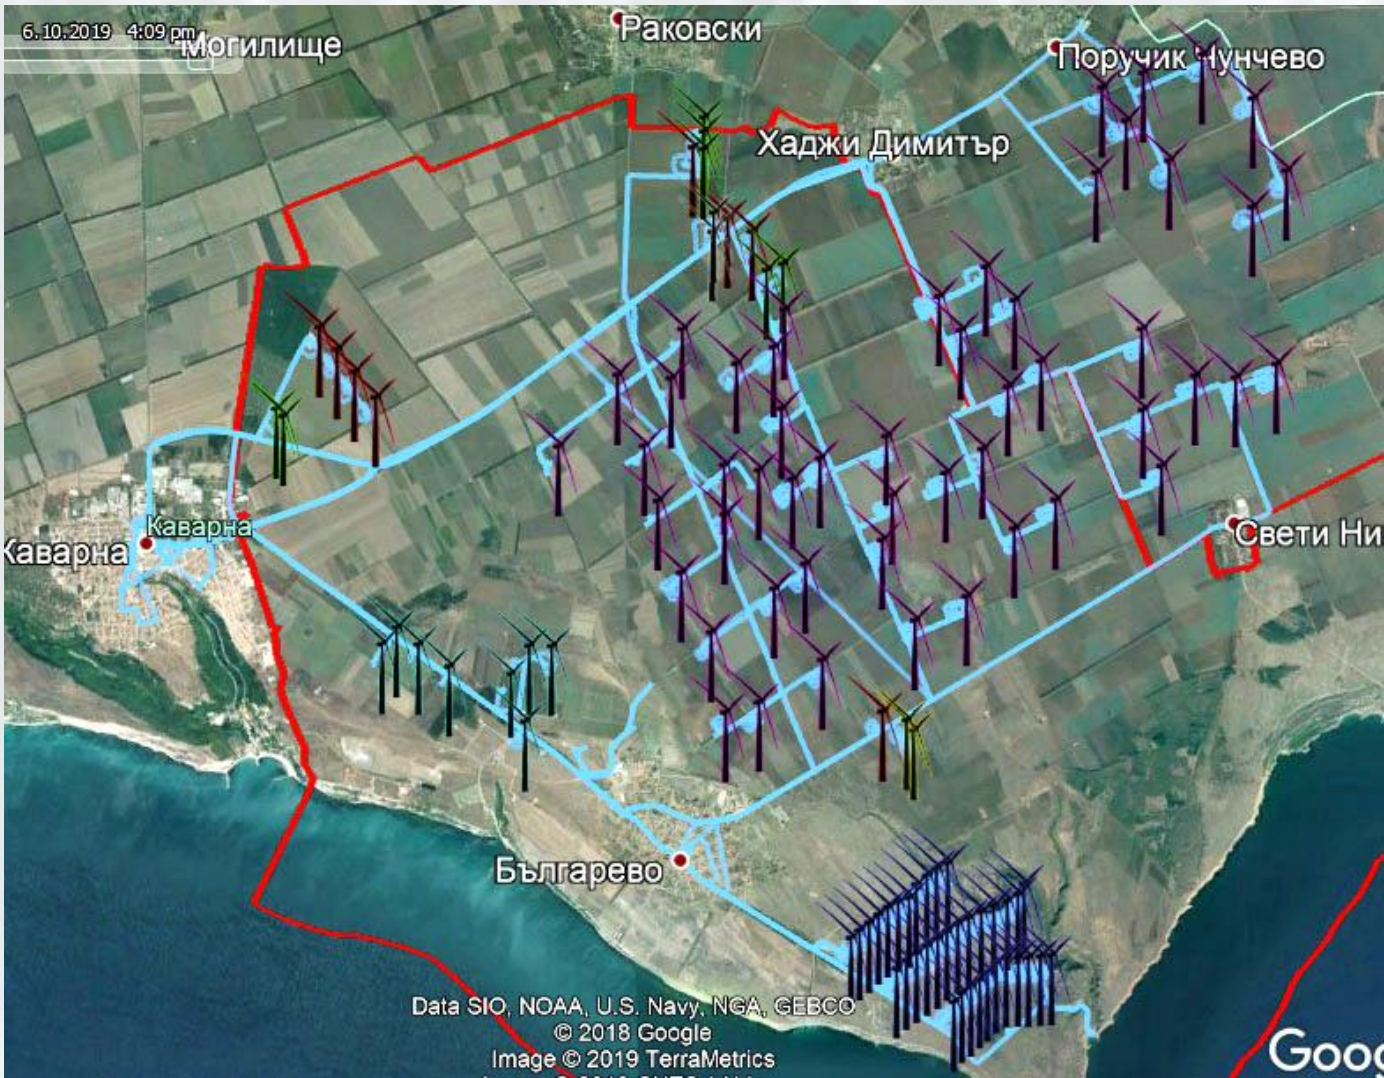 6.10.2019 4:09 pm
Могилище
Раковски
Поручик Чунчево
Хаджи Димитър
Каварна
Каварна
Свети Ни
Българево
Data SIO, NOAA, U.S. Navy, NGA, GEBCO
© 2018 Google
Image © 2019 TerraMetrics
Goog